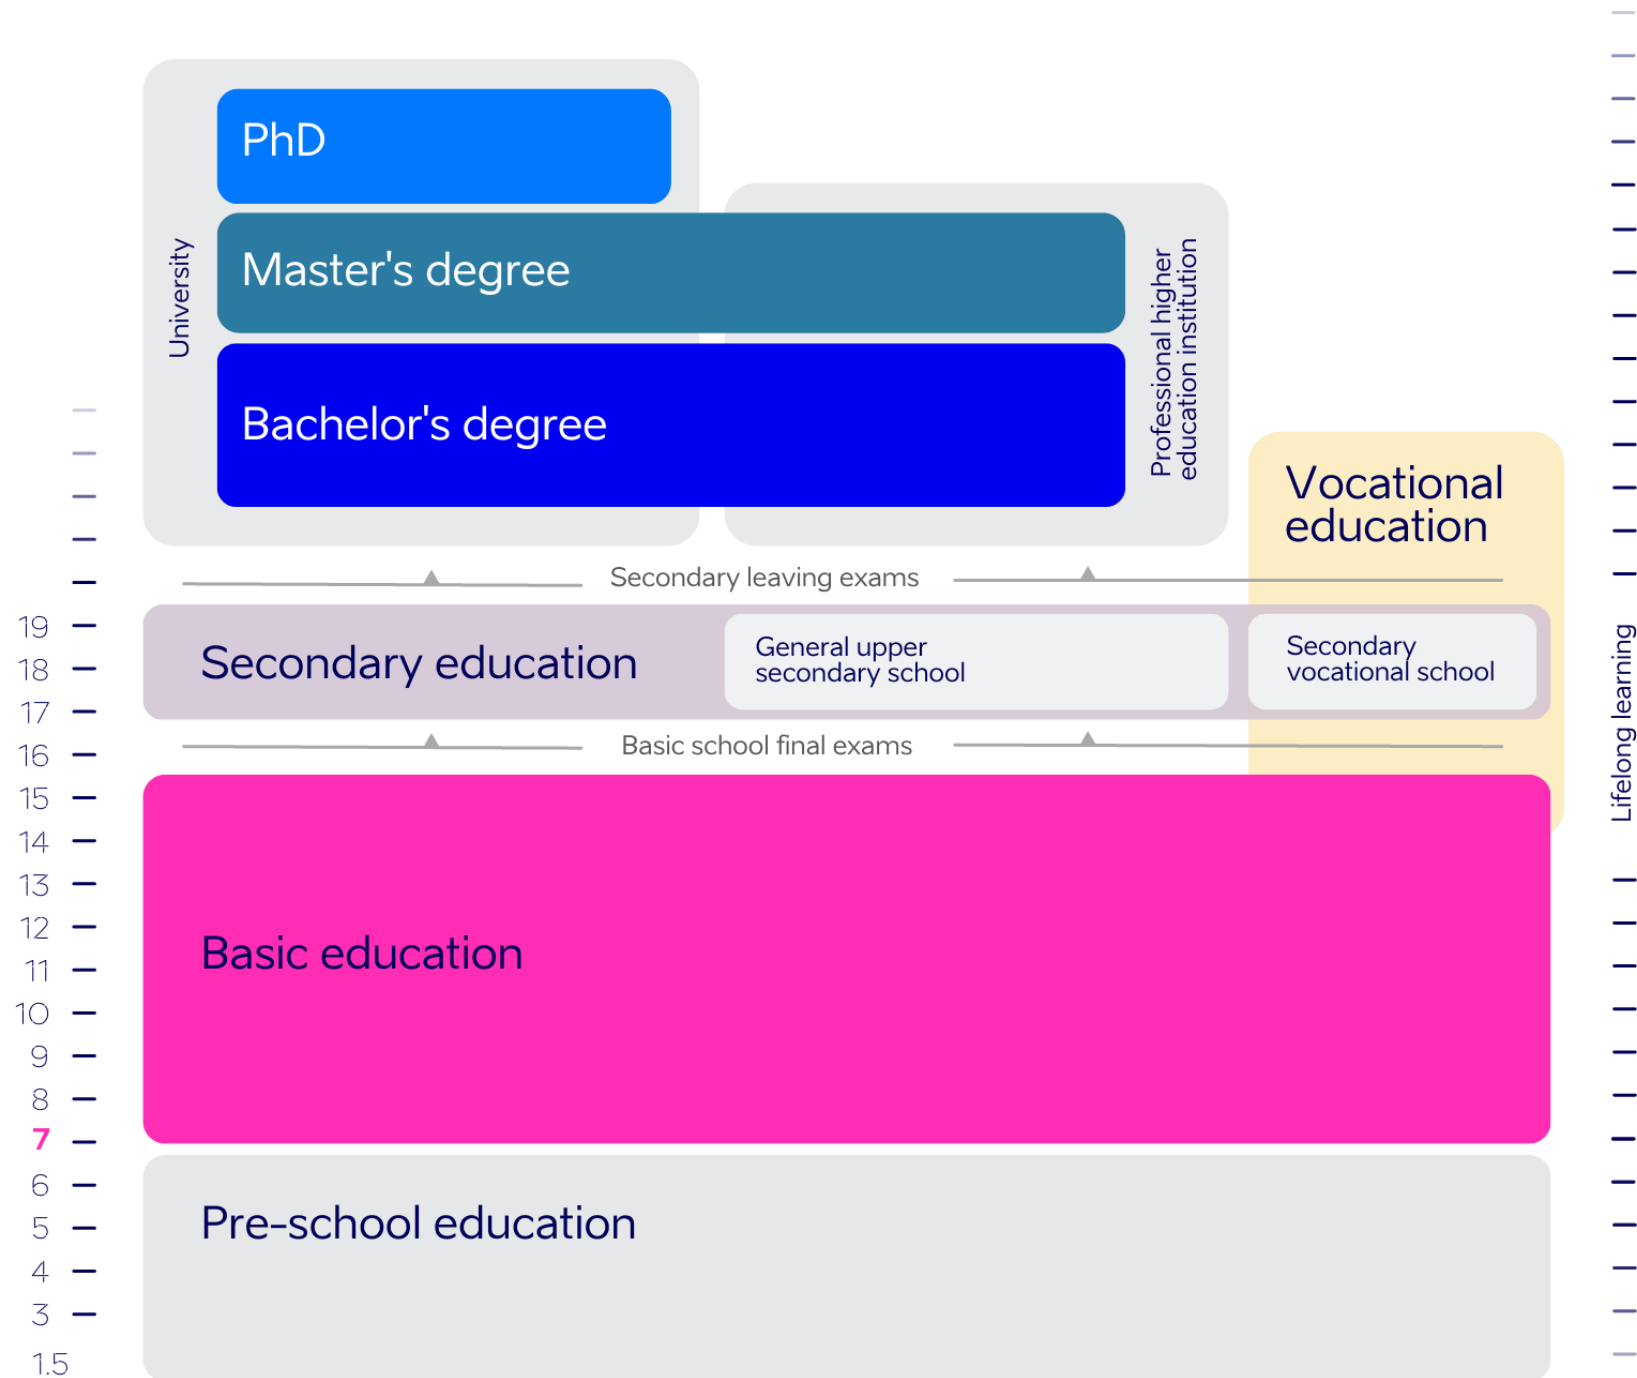 PhD
Master's degree
Bachelor's degree
University
Professional higher
education institution
Vocational
education
Secondary leaving exams
Secondary education
General upper
secondary school
Secondary
vocational school
Basic school final exams
Basic education
Pre-school education
19
18
17
16
15
14
13
12
11
10
9
8
7
6
5
4
3
1.5
Lifelong learning